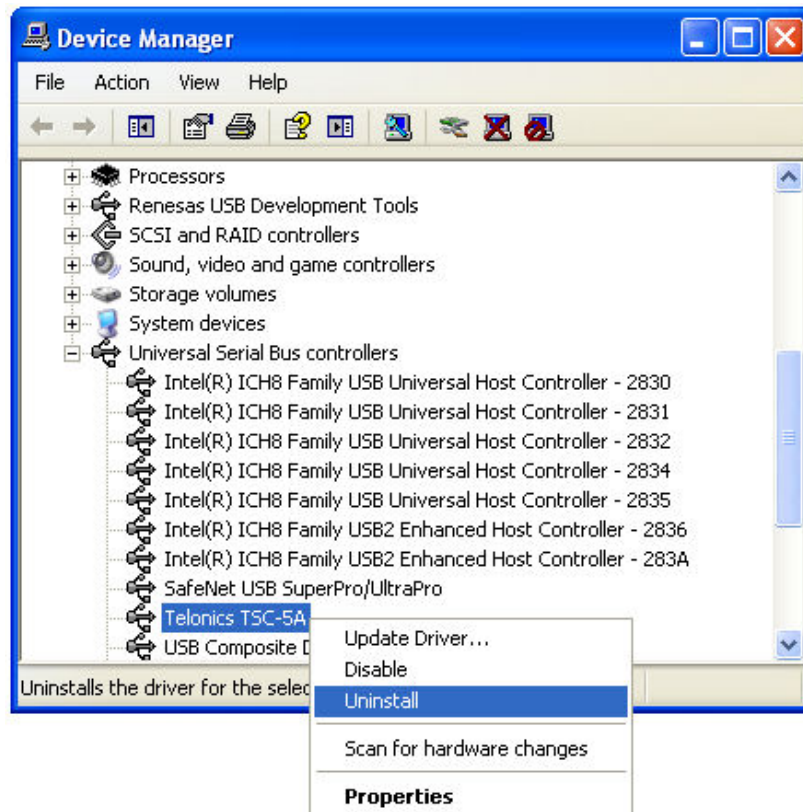 Device Manager
File Action View Help
Processors
Renesas USB Development Tools
SCSI and RAID controllers
Sound, video and game controllers
Storage volumes
System devices
Universal Serial Bus controllers
Intel(R) ICH8 Family USB Universal Host Controller - 2830
Intel(R) ICH8 Family USB Universal Host Controller - 2831
Intel(R) ICH8 Family USB Universal Host Controller - 2832
Intel(R) ICH8 Family USB Universal Host Controller - 2834
Intel(R) ICH8 Family USB Universal Host Controller - 2835
Intel(R) ICH8 Family USB2 Enhanced Host Controller - 2836
Intel(R) ICH8 Family USB2 Enhanced Host Controller - 283A
SafeNet USB SuperPro/UltraPro
Telonics TSC-5A
USB Composite
Uninstalls the driver for the
Update Driver...
Disable
Uninstall
Scan for hardware changes
Properties